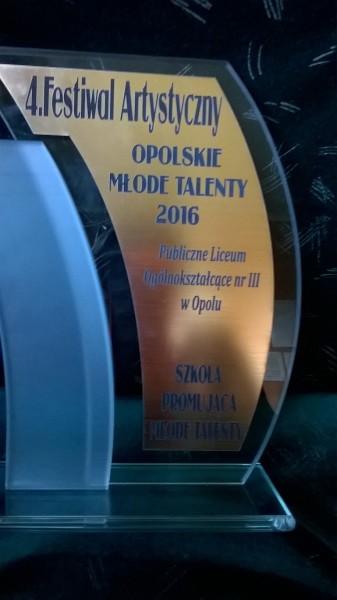 4.Festiwal Artystyczny
OPOLSKIE
MŁODE TALENTY
2016
Publiczne Liceum
Ogólnokształcące nr III
w Opolu
SZKOŁA
PROMUJĄCA
MŁODE TALENTY